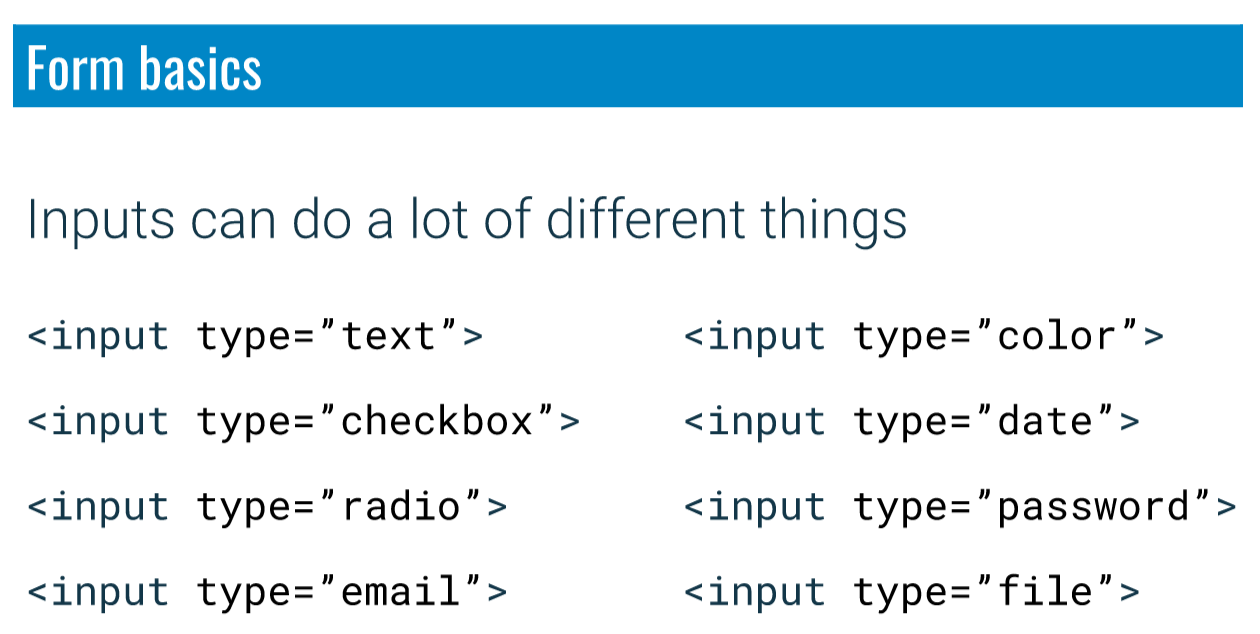 Form basics
Inputs can do a lot of different things
<input type=”text”>
<input type=”checkbox”>
<input type=”radio”>
<input type=”email”>
<input type=”color”>
<input type=”date”>
<input type=”password”>
<input type=”file”>